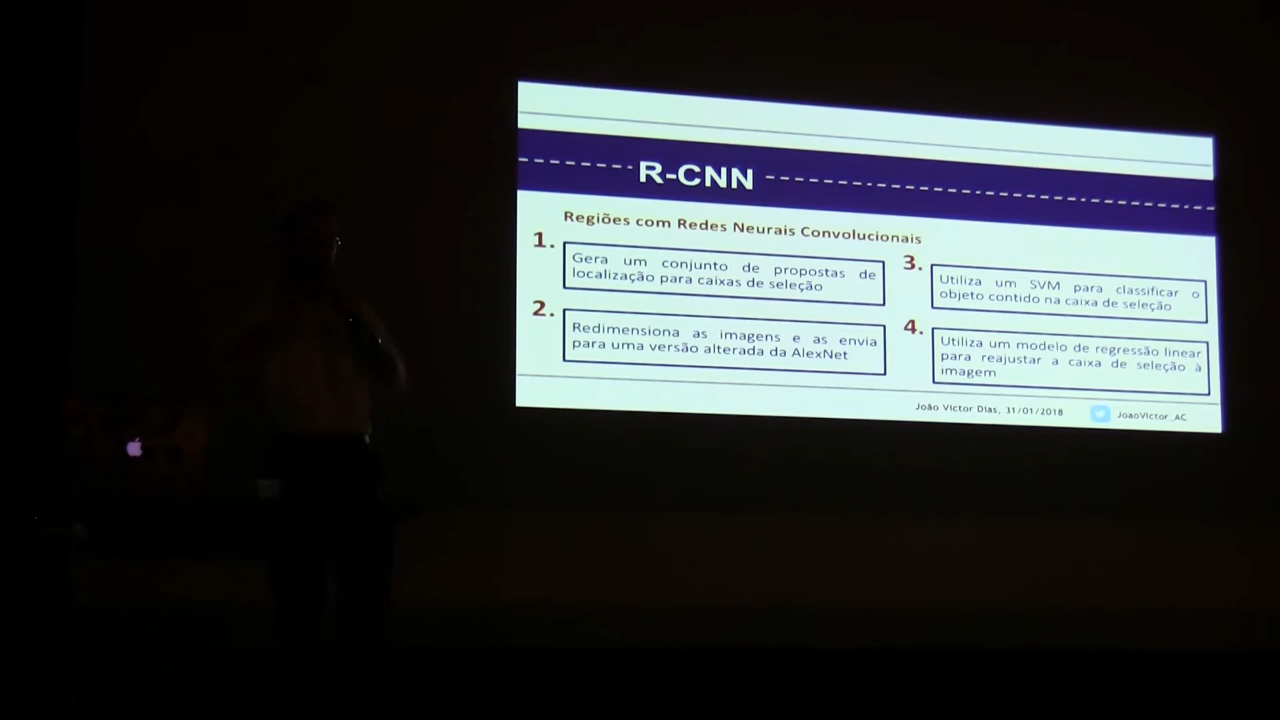 R-CNN
Regiões com Redes Neurais Convolucionais
1.
Gera um conjunto de propostas de
localização para caixas de seleção
2.
Redimensiona as imagens e as envia
para uma versão alterada da AlexNet
3.
Utiliza um SVM para classificar o
objeto contido na caixa de seleção
4.
Utiliza um modelo de regressão linear
para reajustar a caixa de seleção à
imagem
João Victor Dias, 31/01/2018
JoaoVictor_AC